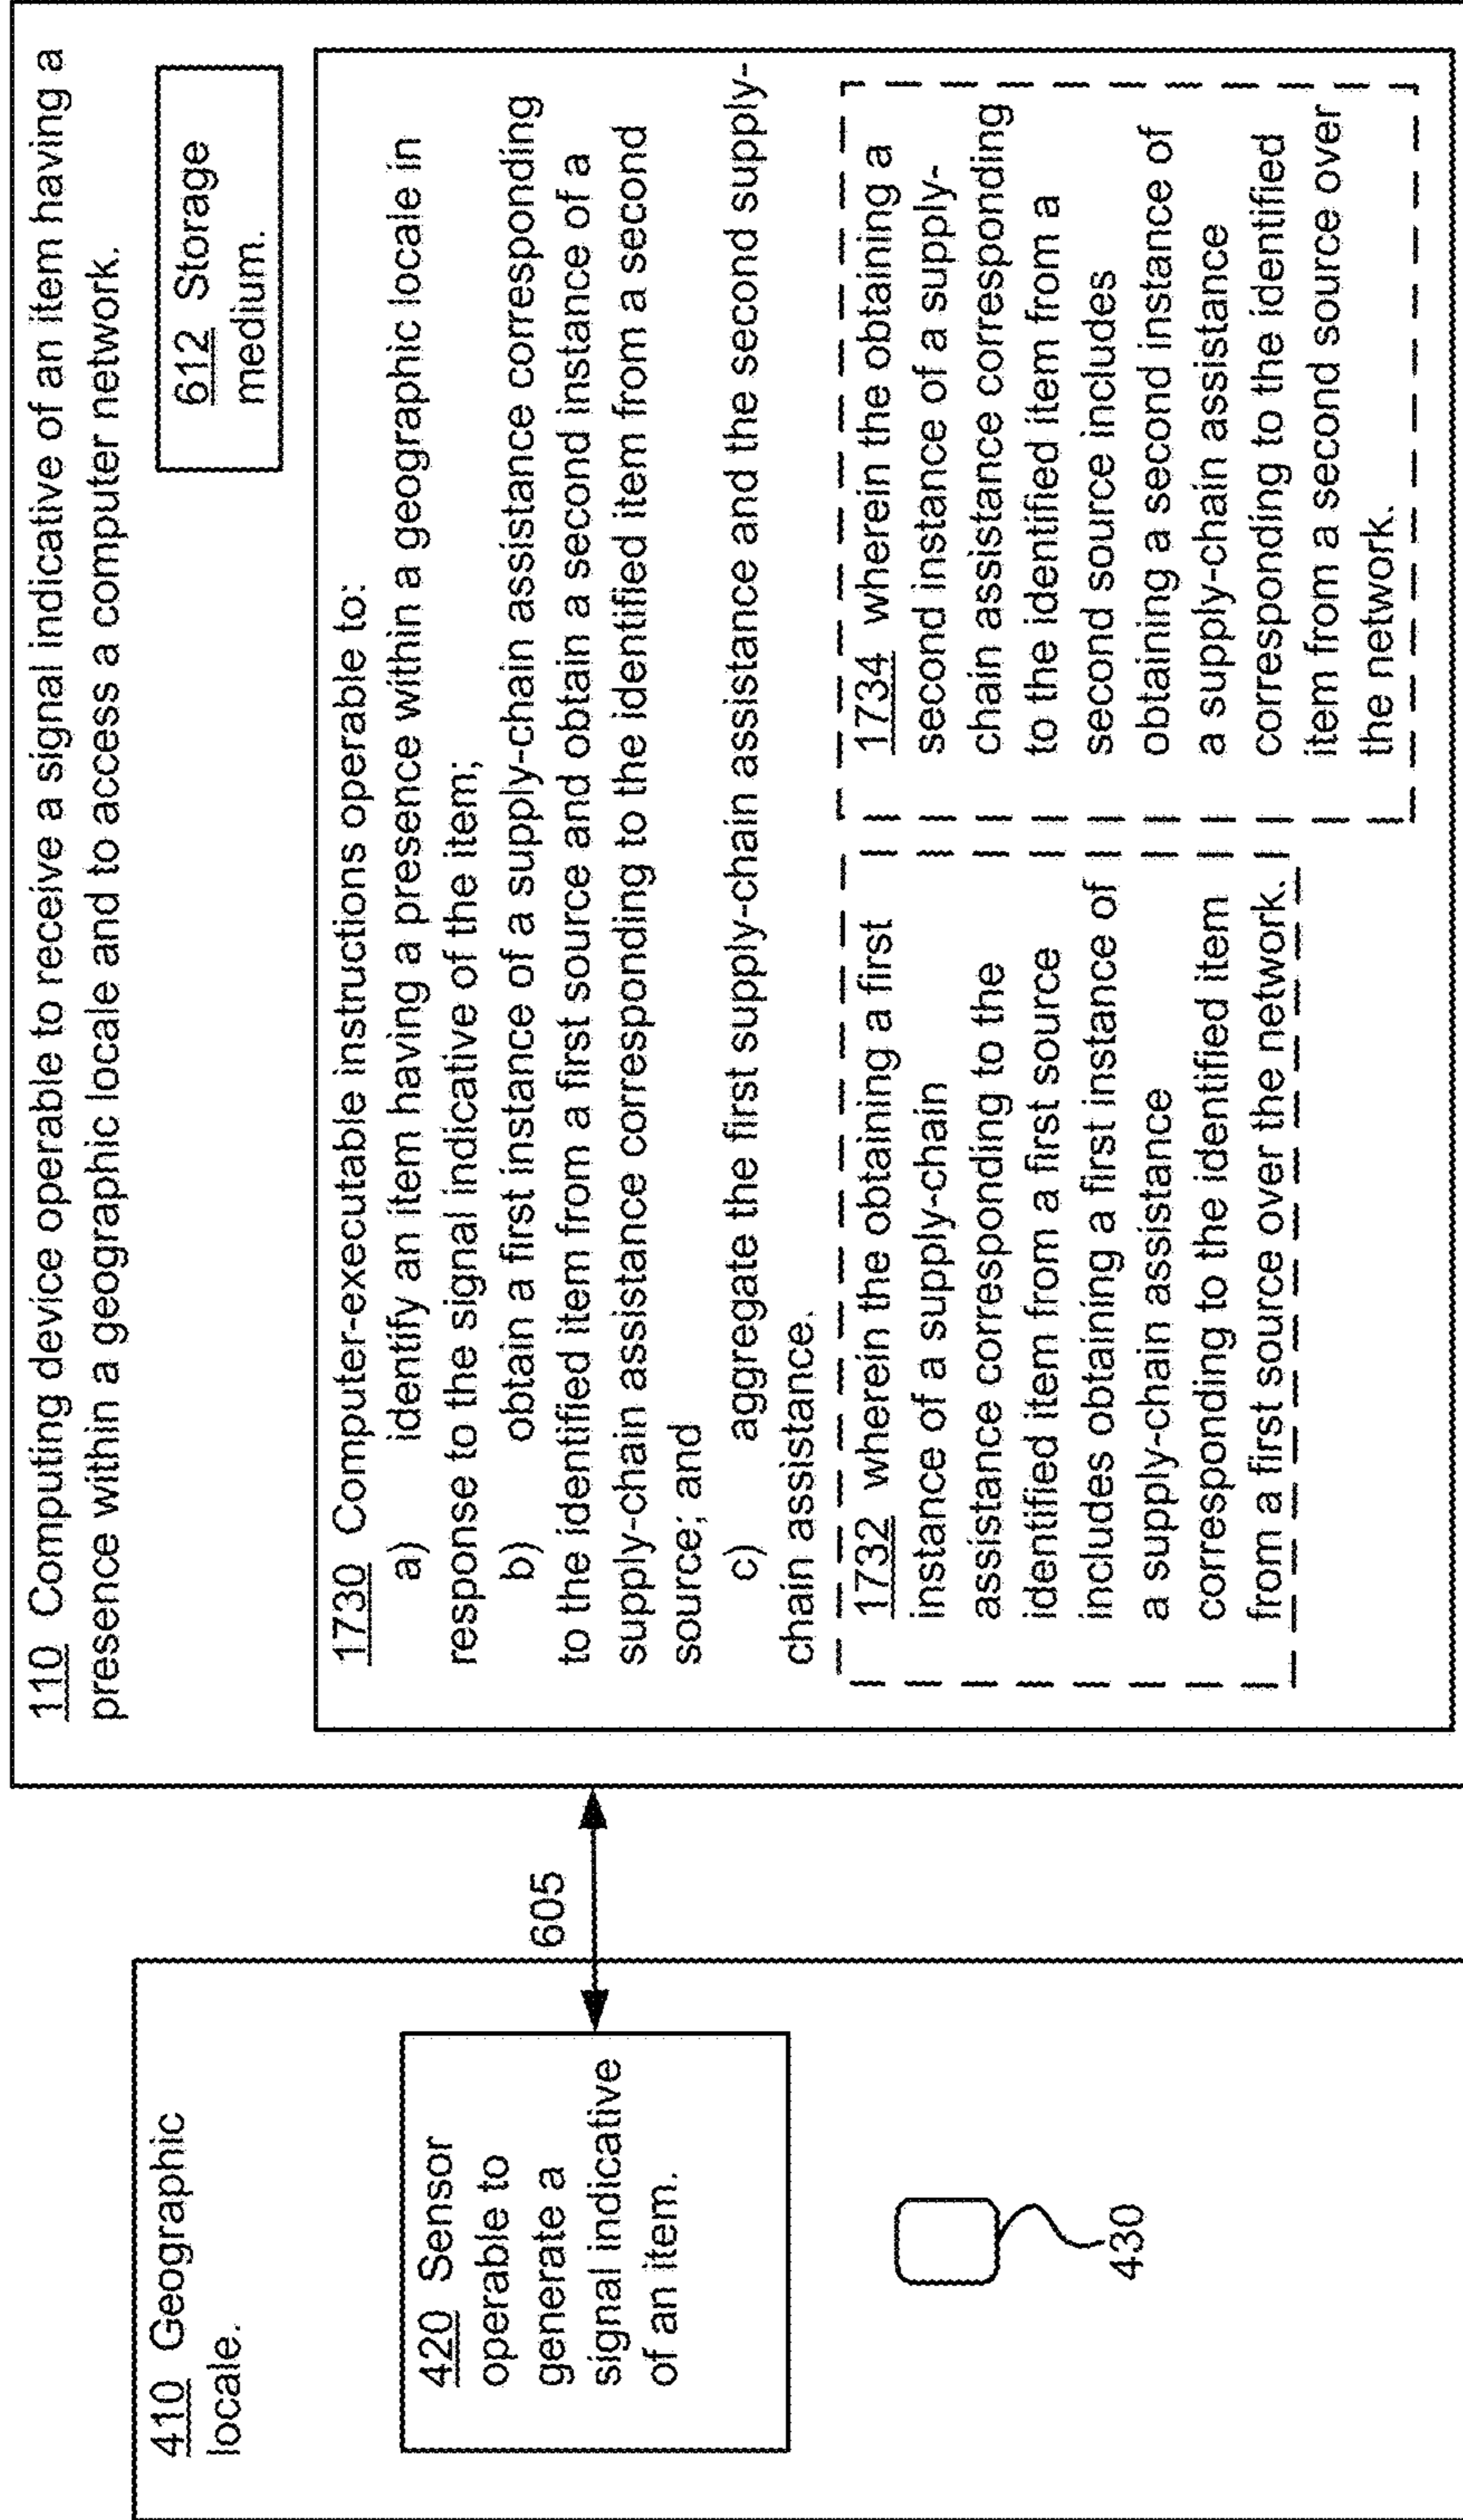 110 Computing device operable to receive a signal indicative of an item having a
presence within a geographic locale and to access a computer network.
612 Storage
medium.
1730 Computer-executable instructions operable to:
a) identify an item having a presence within a geographic locale in
response to the signal indicative of the item;
b) obtain a first instance of a supply-chain assistance corresponding
to the identified item from a first source and obtain a second instance of a
supply-chain assistance corresponding to the identified item from a second
source; and
c) aggregate the first supply-chain assistance and the second supply-
chain assistance.
1732 wherein the obtaining a first
instance of a supply-chain
assistance corresponding to the
identified item from a first source
includes obtaining a first instance of
a supply-chain assistance
corresponding to the identified item
from a first source over the network.
1734 wherein the obtaining a
second instance of a supply-
chain assistance corresponding
to the identified item from a
second source includes
obtaining a second instance of
a supply-chain assistance
corresponding to the identified
item from a second source over
the network.
605
410 Geographic
locale.
420 Sensor
operable to
generate a
signal indicative
of an item.
430